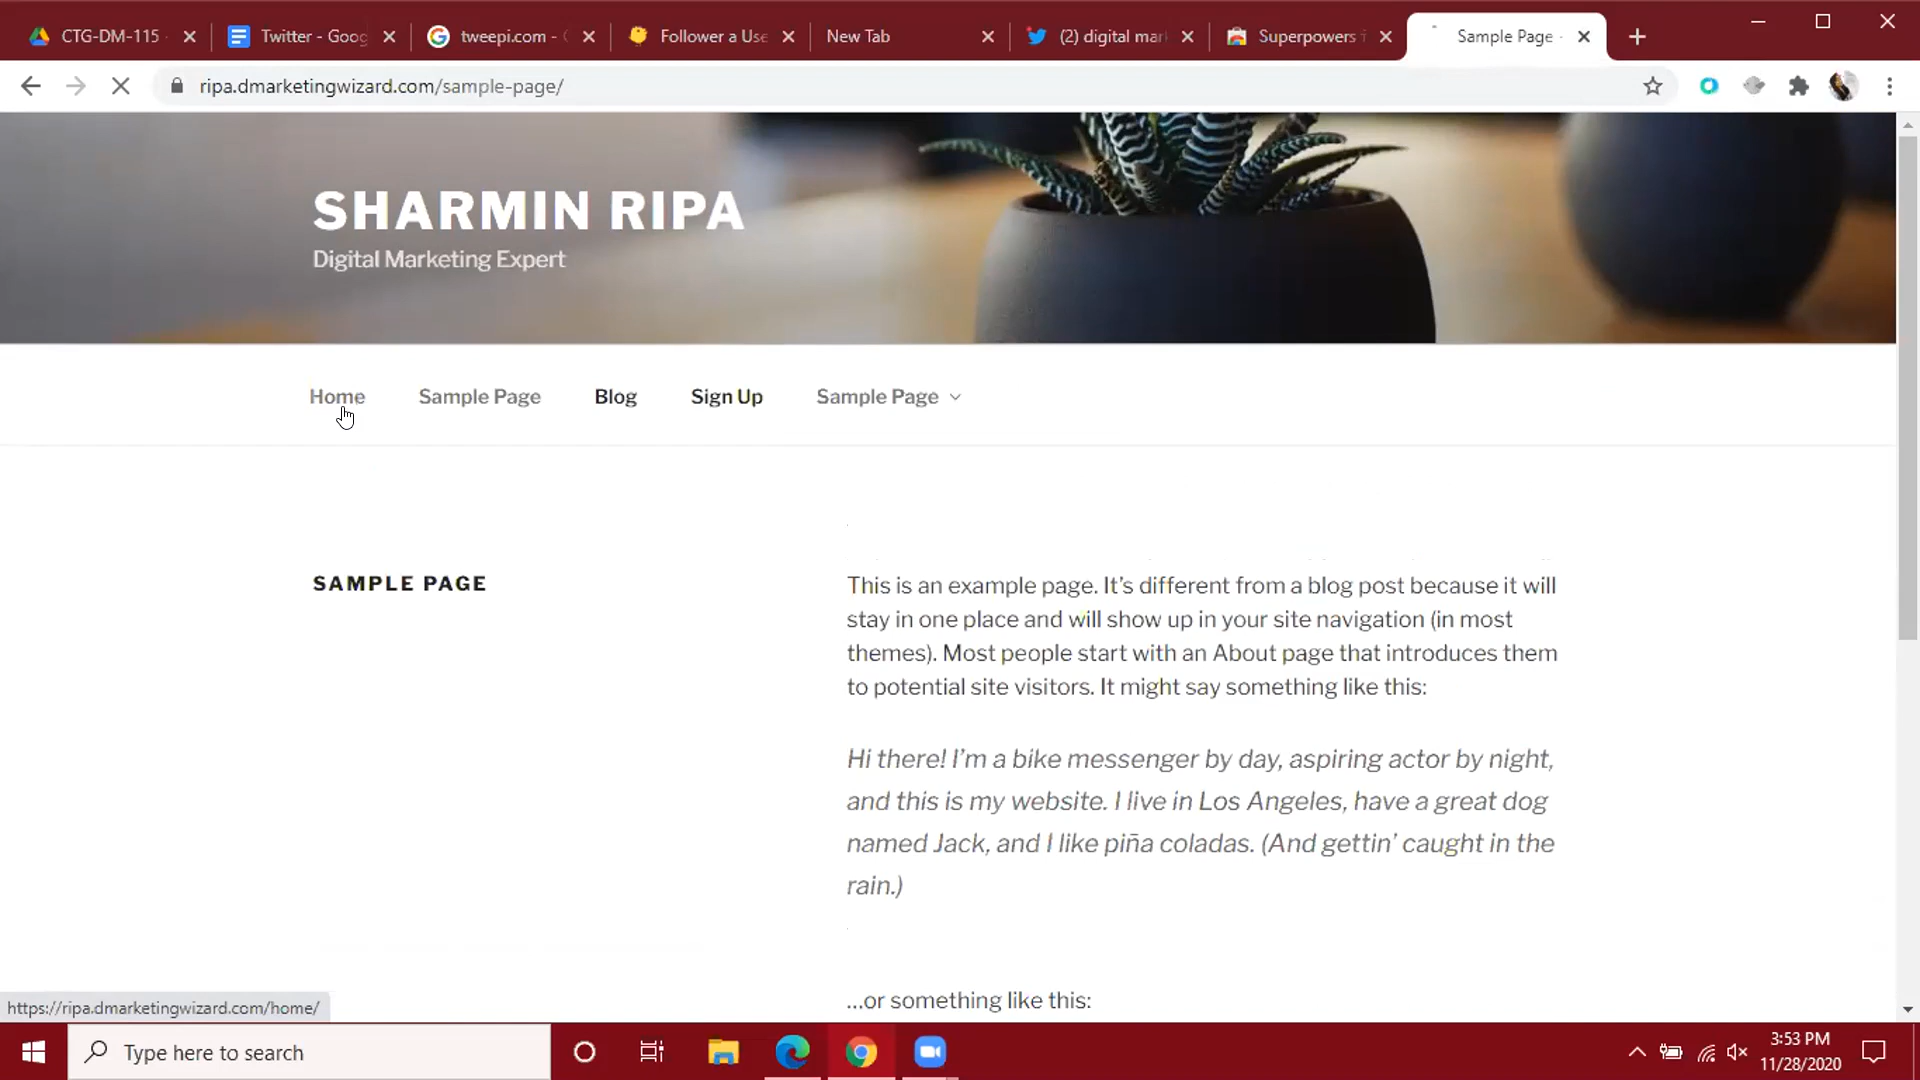 CTG-DM-115
Twitter - Goog
tweepi.com - G
Follower a Use
New Tab
(2) digital mar
Superpowers f
Sample Page -
ripa.dmarketingwizard.com/sample-page/
SHARMIN RIPA
Digital Marketing Expert
Home
Sample Page
Blog
Sign Up
Sample Page
SAMPLE PAGE
This is an example page. It’s different from a blog post because it will
stay in one place and will show up in your site navigation (in most
themes). Most people start with an About page that introduces them
to potential site visitors. It might say something like this:
Hi there! I’m a bike messenger by day, aspiring actor by night,
and this is my website. I live in Los Angeles, have a great dog
named Jack, and I like piña coladas. (And gettin’ caught in the
rain.)
…or something like this:
https://ripa.dmarketingwizard.com/home/
Type here to search
3:53 PM
11/28/2020